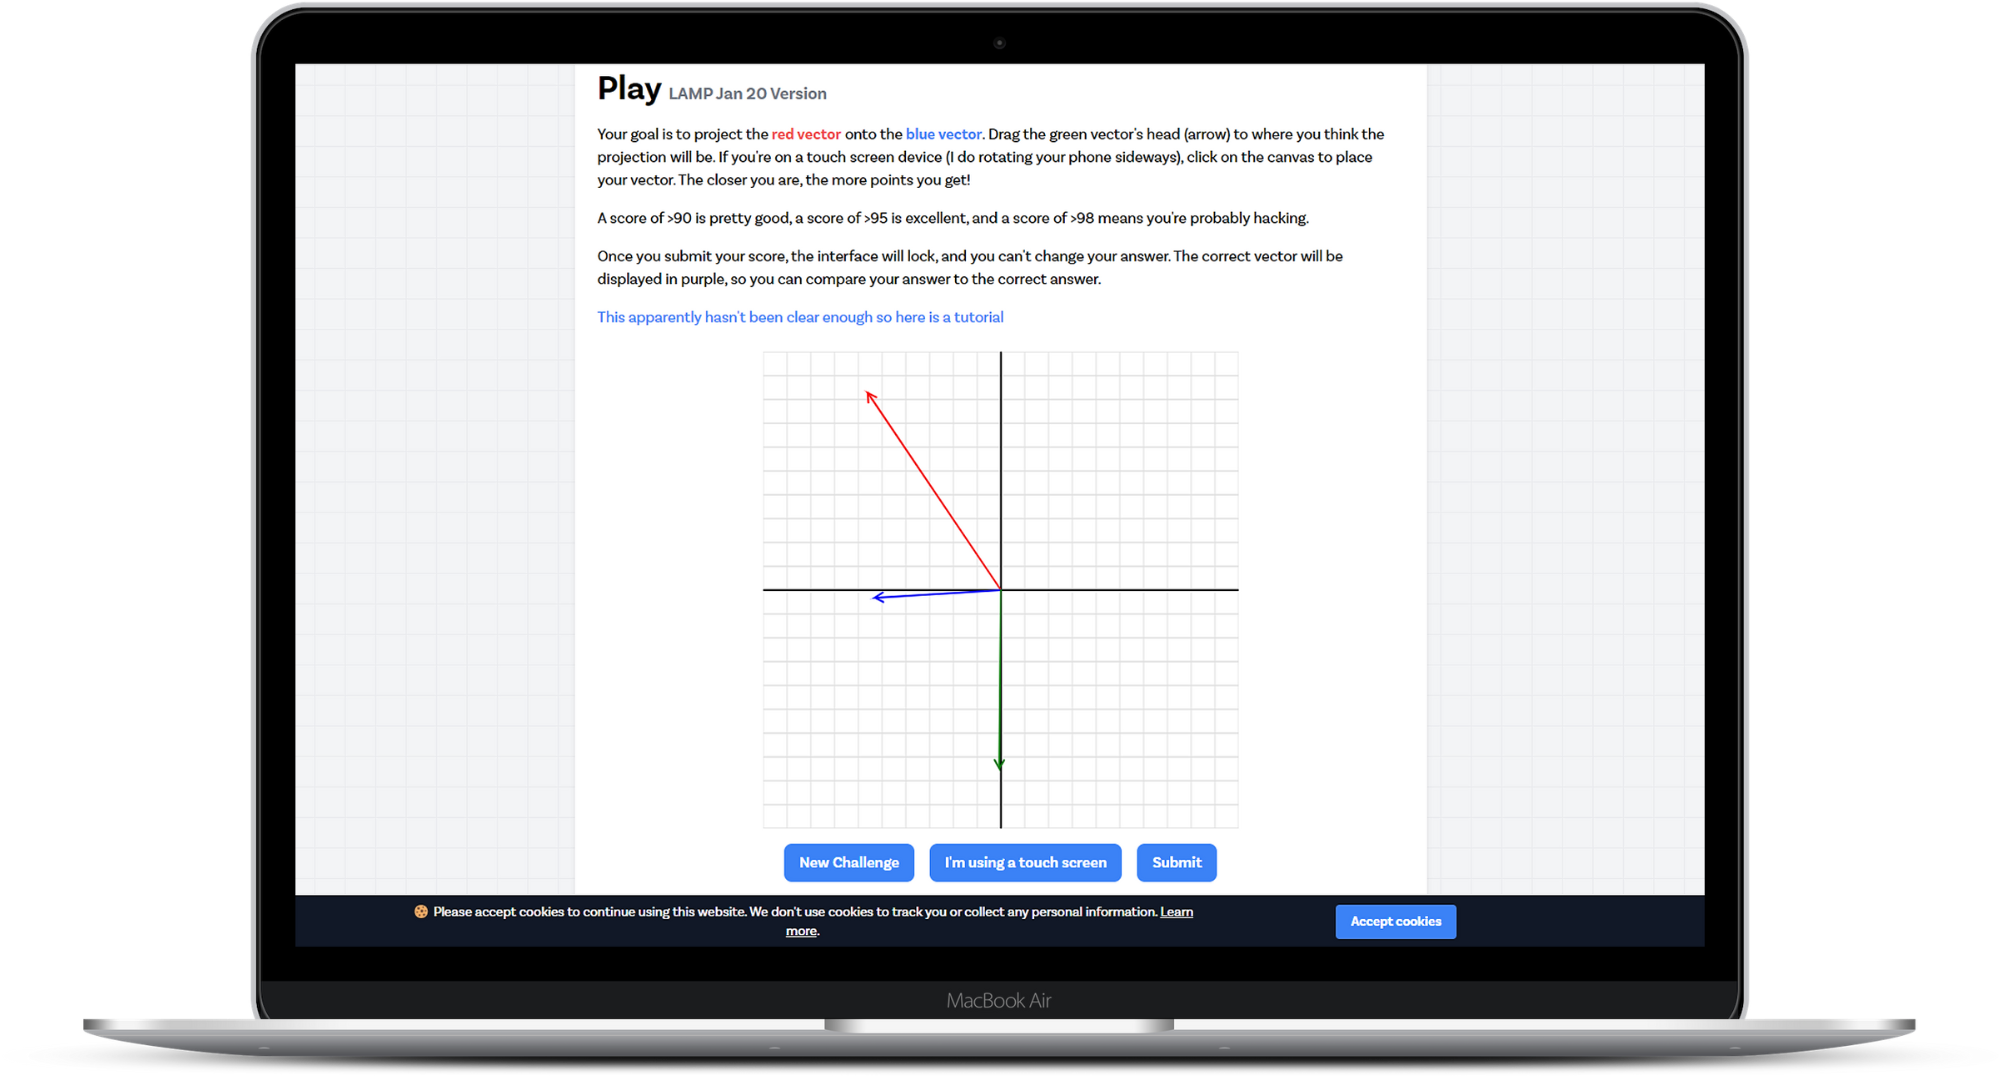 Play LAMP Jan 20 Version
Your goal is to project the red vector onto the blue vector. Drag the green vector's head (arrow) to where you think the
projection will be. If you're on a touch screen device (I do rotating your phone sideways), click on the canvas to place
your vector. The closer you are, the more points you get!
A score of >90 is pretty good, a score of >95 is excellent, and a score of >98 means you're probably hacking.
Once you submit your score, the interface will lock, and you can't change your answer. The correct vector will be
displayed in purple, so you can compare your answer to the correct answer.
This apparently hasn't been clear enough so here is a tutorial
New Challenge
I'm using a touch screen
Submit
🍪 Please accept cookies to continue using this website. We don't use cookies to track you or collect any personal information. Learn
more.
Accept cookies
MacBook Air